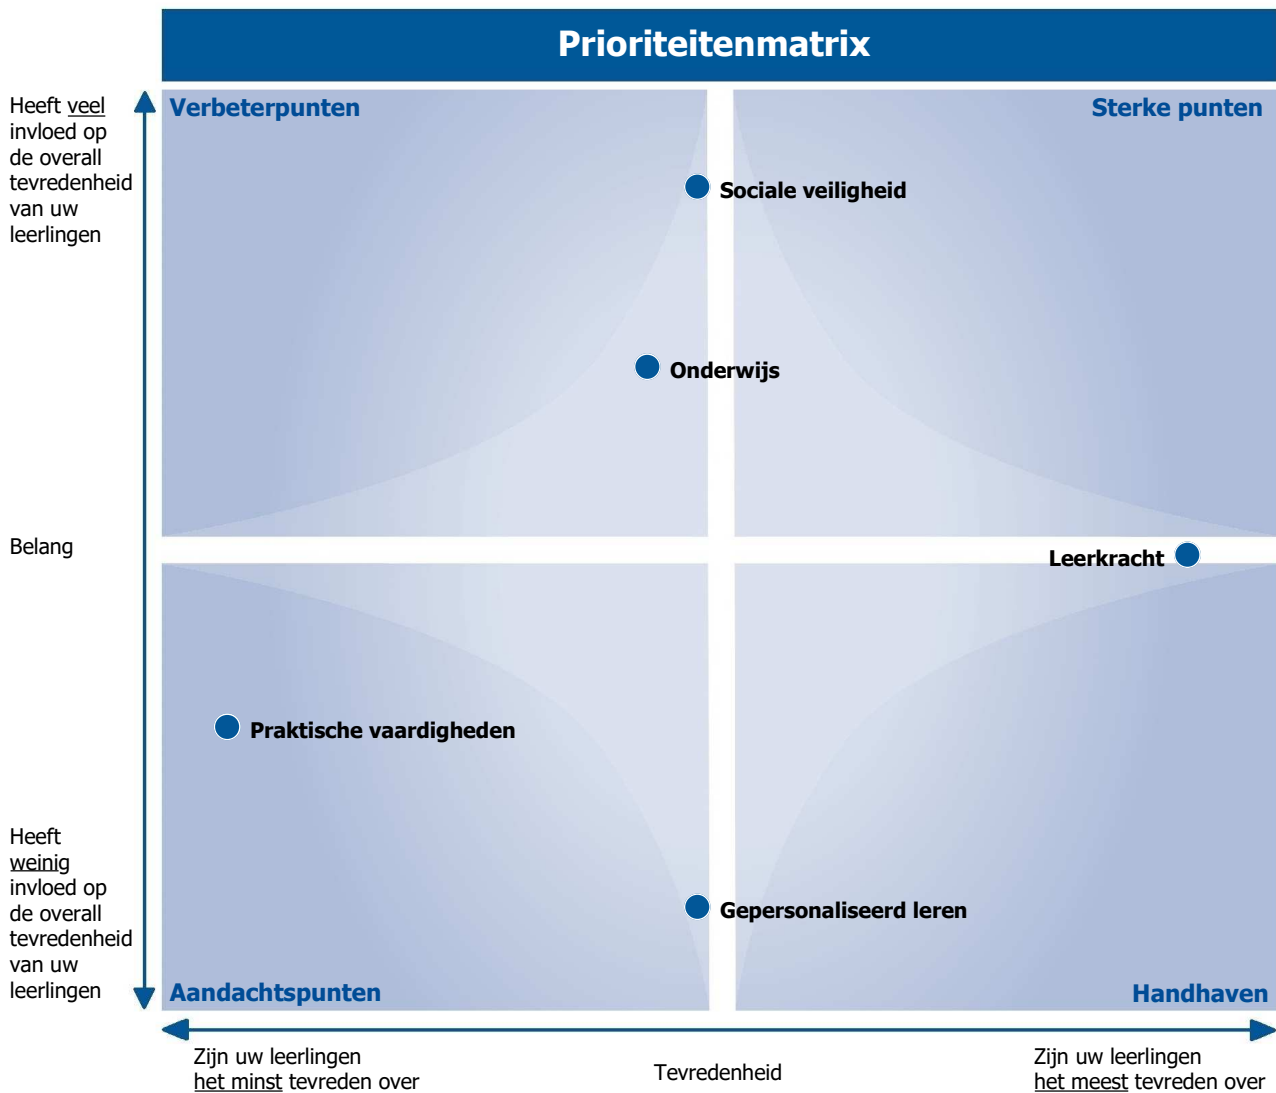 Prioriteitenmatrix
Heeft veel
invloed op
de overall
tevredenheid
van uw
leerlingen
Verbeterpunten
Sterke punten
Sociale veiligheid
Onderwijs
Belang
Leerkracht
Praktische vaardigheden
Heeft
weinig
invloed op
de overall
tevredenheid
van uw
leerlingen
Gepersonaliseerd leren
Aandachtspunten
Handhaven
Zijn uw leerlingen
het minst tevreden over
Tevredenheid
Zijn uw leerlingen
het meest tevreden over